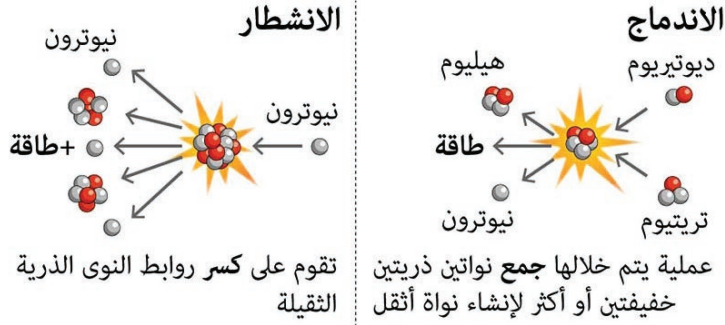 الاندماج
ديوتيريوم
هيليوم
طاقة
تريتيوم
نيوترون
عملية يتم خلالها جمع نواتين ذريتين
خفيفتين أو أكثر لإنشاء نواة أثقل
الانشطار
نيوترون
نيوترون
+طاقة
تقوم على كسر روابط النوى الذرية
الثقيلة